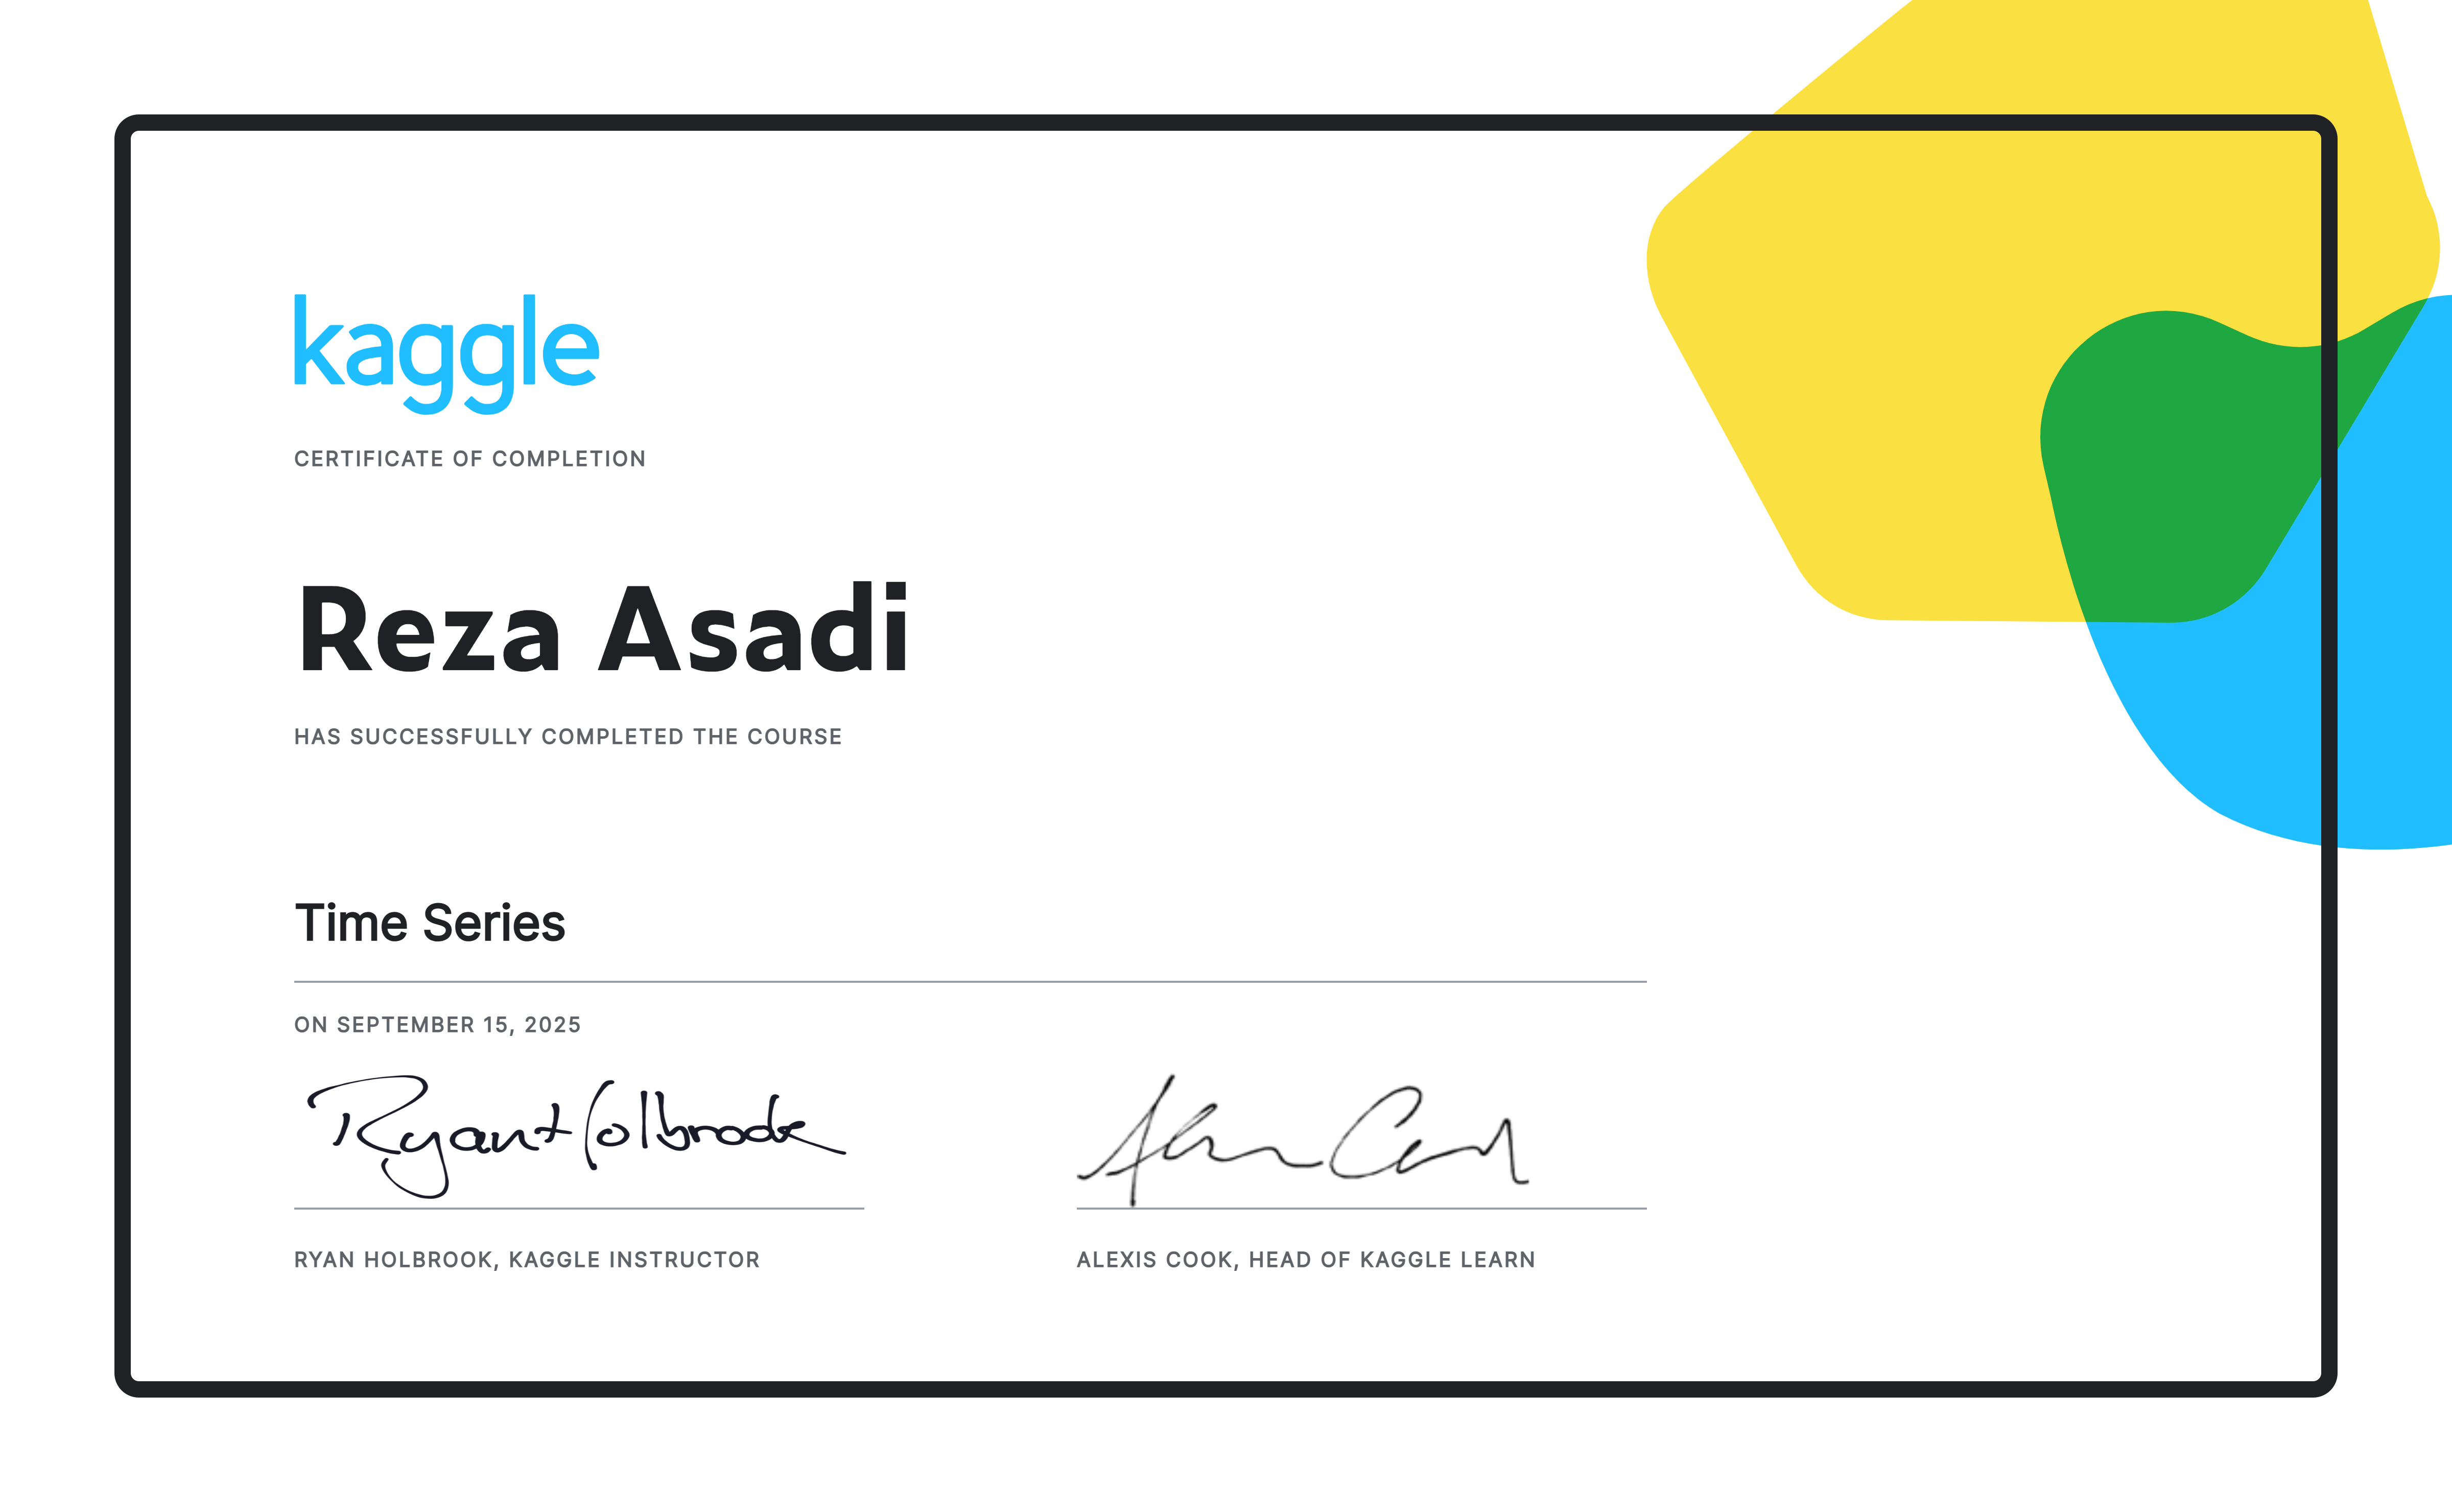 kaggle
CERTIFICATE OF COMPLETION
Reza Asadi
HAS SUCCESSFULLY COMPLETED THE COURSE
Time Series
ON SEPTEMBER 15, 2025
Ryan Holbrook
RYAN HOLBROOK, KAGGLE INSTRUCTOR
ALEXIS COOK, HEAD OF KAGGLE LEARN